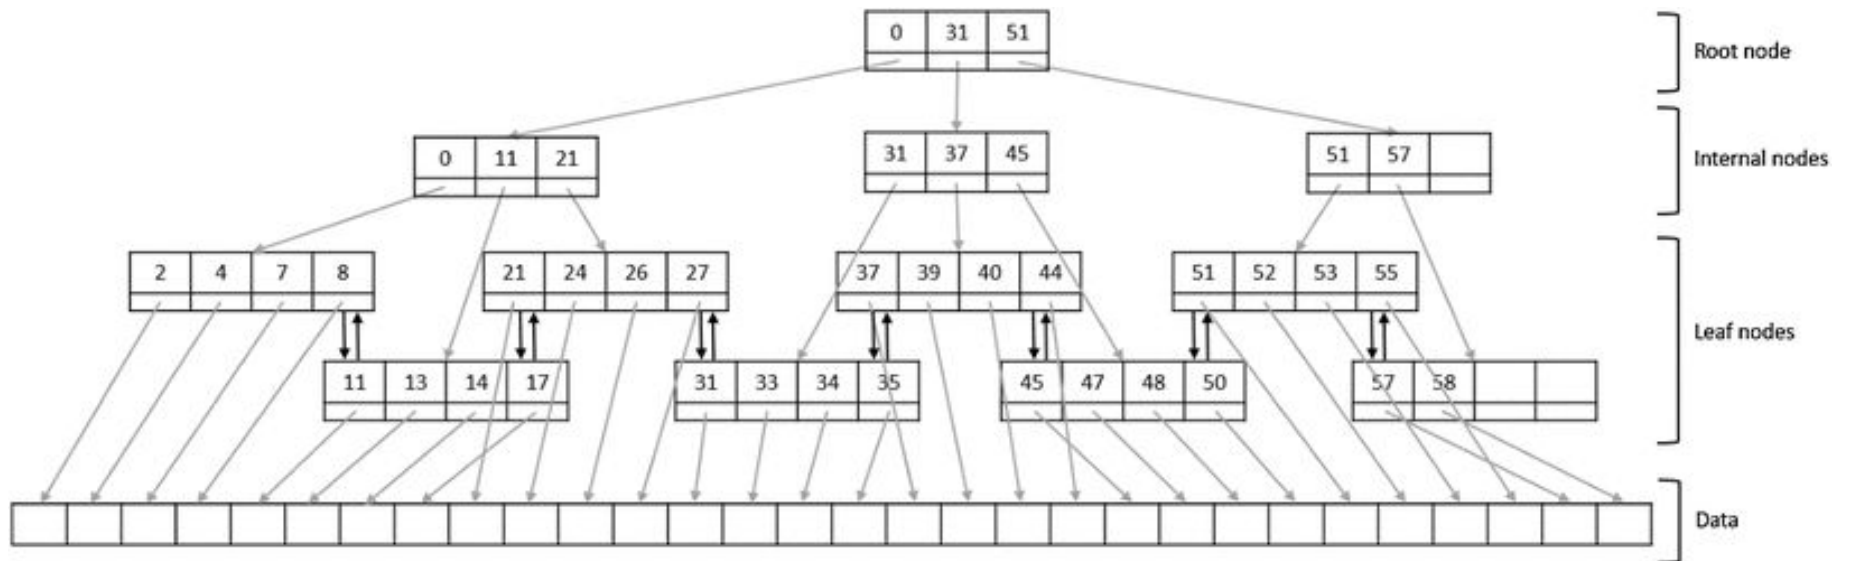 0 31 51
Root node
0 11 21
31 37 45
51 57
Internal nodes
2 4 7 8
21 24 26 27
37 39 40 44
51 52 53 55
Leaf nodes
11 13 14 17
31 33 34 35
45 47 48 50
57 58
Data